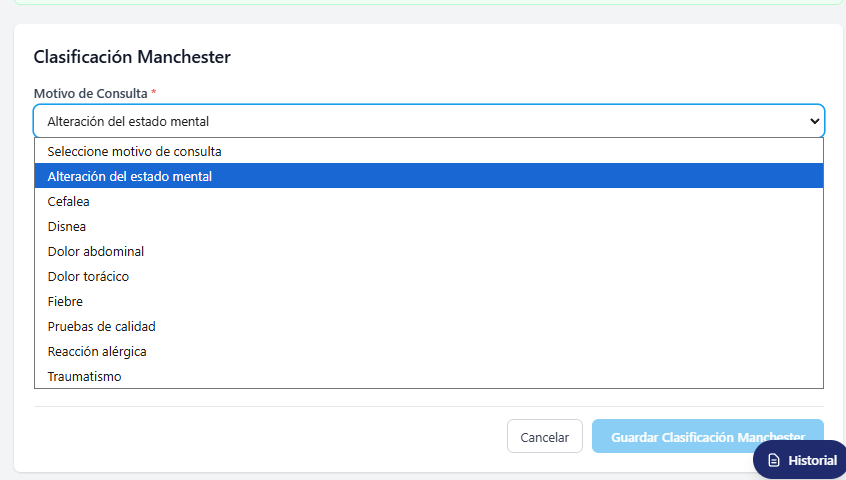 Clasificación Manchester
Motivo de Consulta *
Alteración del estado mental
Seleccione motivo de consulta
Alteración del estado mental
Cefalea
Disnea
Dolor abdominal
Dolor torácico
Fiebre
Pruebas de calidad
Reacción alérgica
Traumatismo
Cancelar
Guardar Clasificación Manchester
Historial